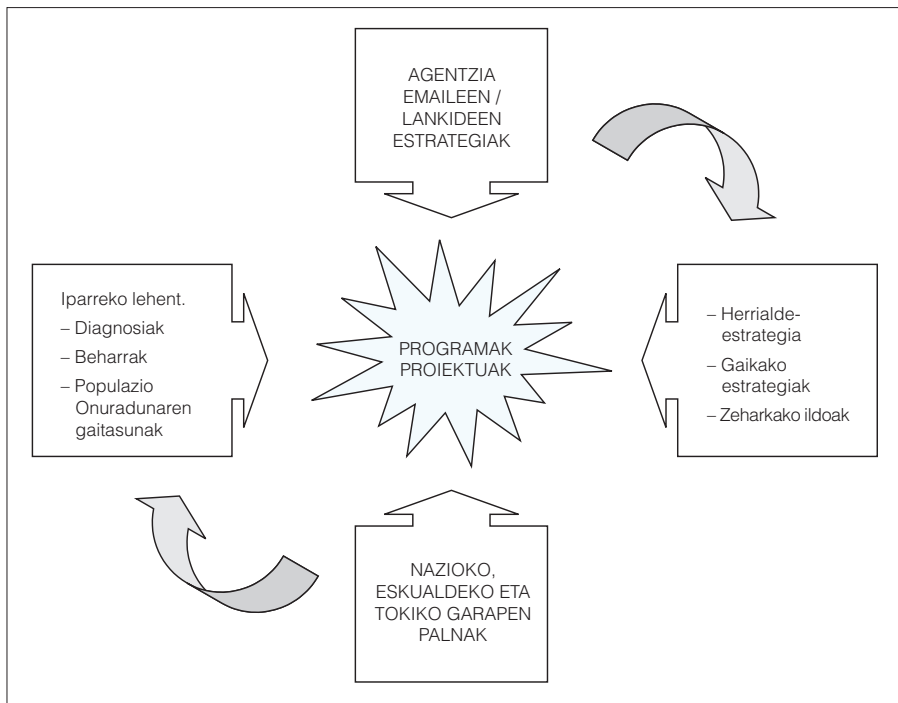 AGENTZIA
EMAILEEN /
LANKIDEEN
ESTRATEGIAK
Iparreko lehent.
– Diagnosiak
– Beharrak
– Populazio
Onuradunaren
gaitasunak
PROGRAMAK
PROIEKTUAK
– Herrialde-
estrategia
– Gaikako
estrategiak
– Zeharkako ildoak
NAZIOKO,
ESKUALDEKO ETA
TOKIKO GARAPEN
PALNAK